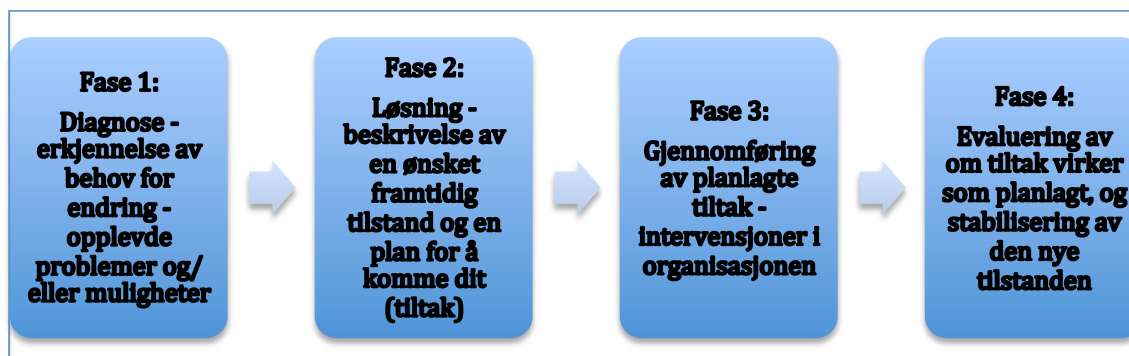 Fase 1:
Diagnose -
erkjennelse av
behov for
endring -
opplevde
problemer og/
eller muligheter
Fase 2:
Løsning -
beskrivelse av
en ønsket
framtidig
tilstand og en
plan for å
komme dit
(tiltak)
Fase 3:
Gjennomføring
av planlagte
tiltak -
intervensjoner i
organisasjonen
Fase 4:
Evaluering av
om tiltak virker
som planlagt, og
stabilisering av
den nye
tilstanden